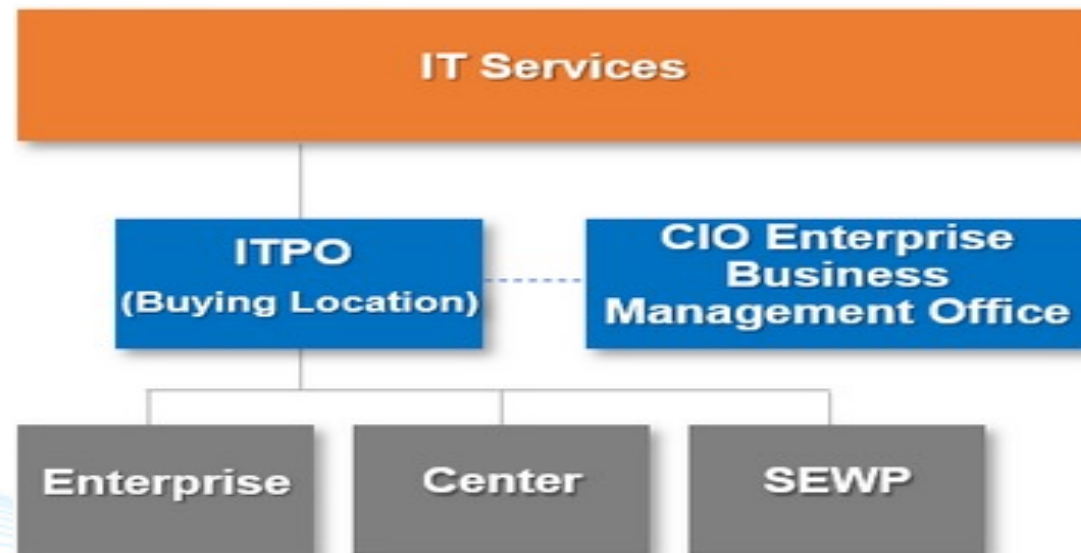 IT Services
ITPO
(Buying Location)
CIO Enterprise
Business
Management Office
Enterprise
Center
SEWP